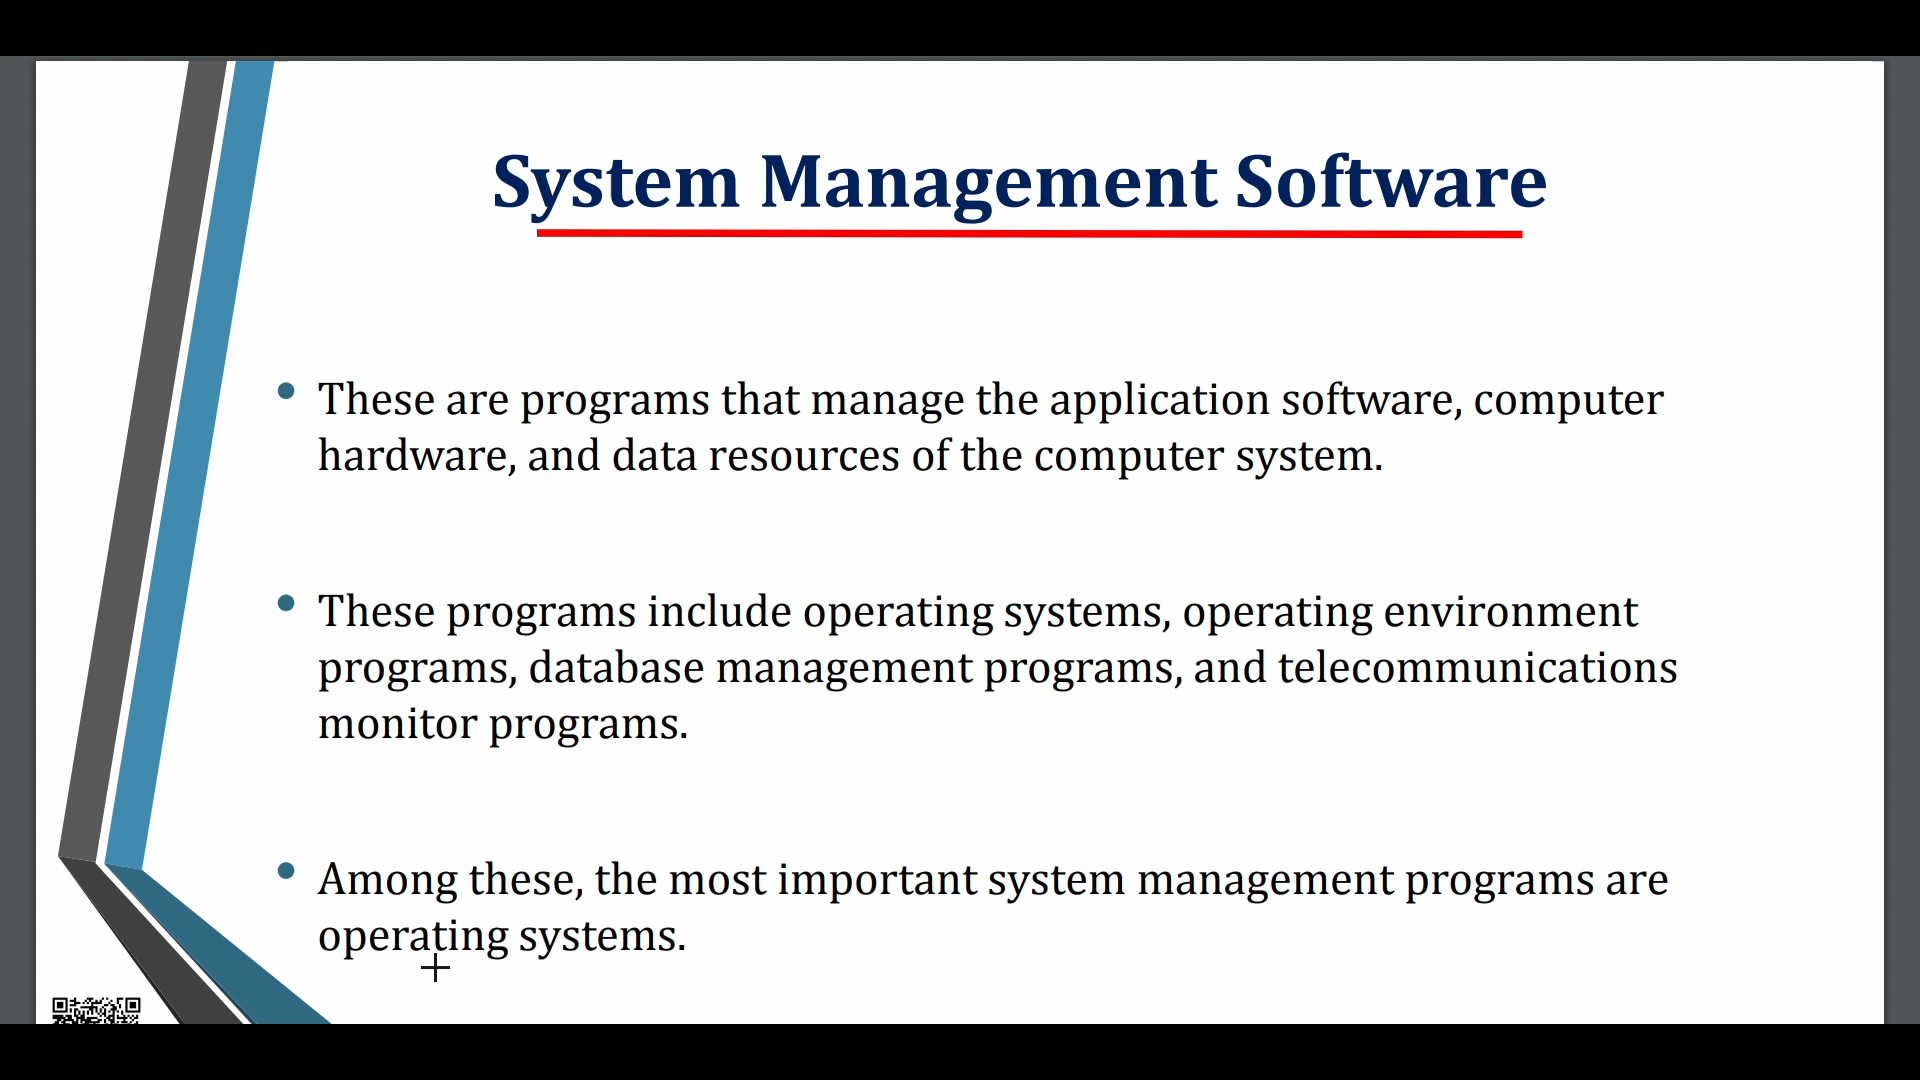 System Management Software
• These are programs that manage the application software, computer
hardware, and data resources of the computer system.
• These programs include operating systems, operating environment
programs, database management programs, and telecommunications
monitor programs.
• Among these, the most important system management programs are
operating systems.